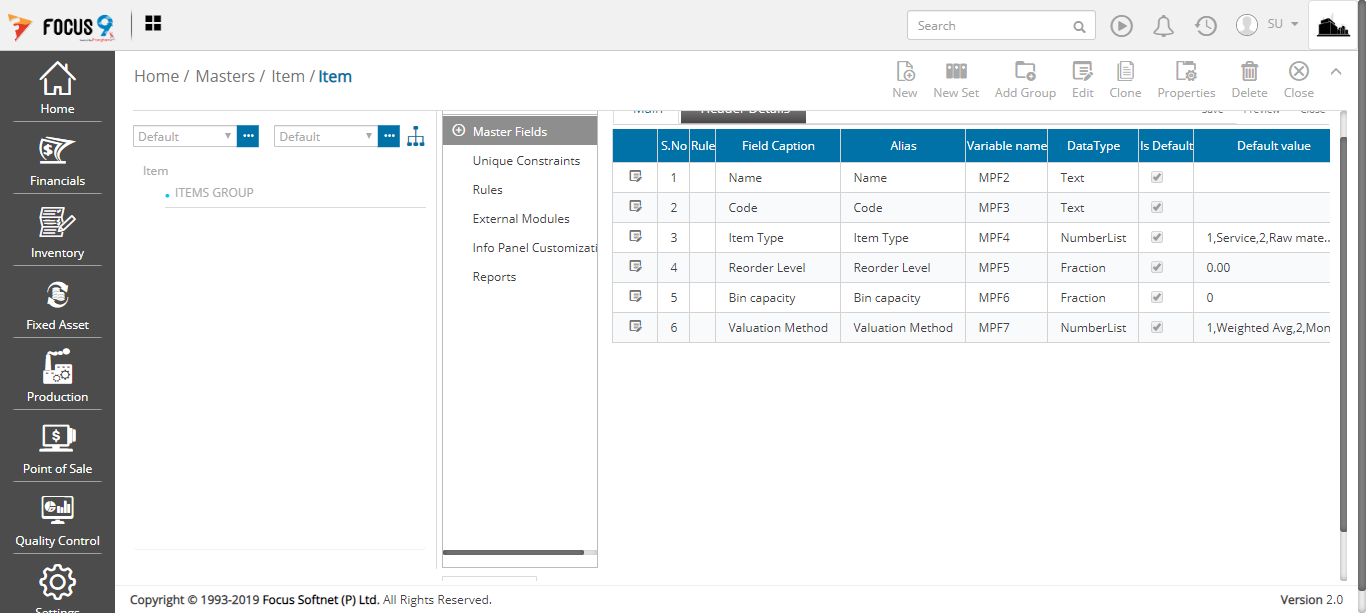 FOCUS 9
Search
SU
Home / Masters / Item / Item
New
New Set
Add Group
Edit
Clone
Properties
Delete
Close
Home
Financials
Inventory
Fixed Asset
Production
Point of Sale
Quality Control
Settings
Default
Default
Item
ITEMS GROUP
Master Fields
Unique Constraints
Rules
External Modules
Info Panel Customizati
Reports
Main Header Details Save Preview Close
S.No Rule Field Caption Alias Variable name DataType Is Default Default value
1 Name Name MPF2 Text
2 Code Code MPF3 Text
3 Item Type Item Type MPF4 NumberList 1,Service,2,Raw mate..
4 Reorder Level Reorder Level MPF5 Fraction 0.00
5 Bin capacity Bin capacity MPF6 Fraction 0
6 Valuation Method Valuation Method MPF7 NumberList 1,Weighted Avg,2,Mon
Copyright © 1993-2019 Focus Softnet (P) Ltd. All Rights Reserved.
Version 2.0